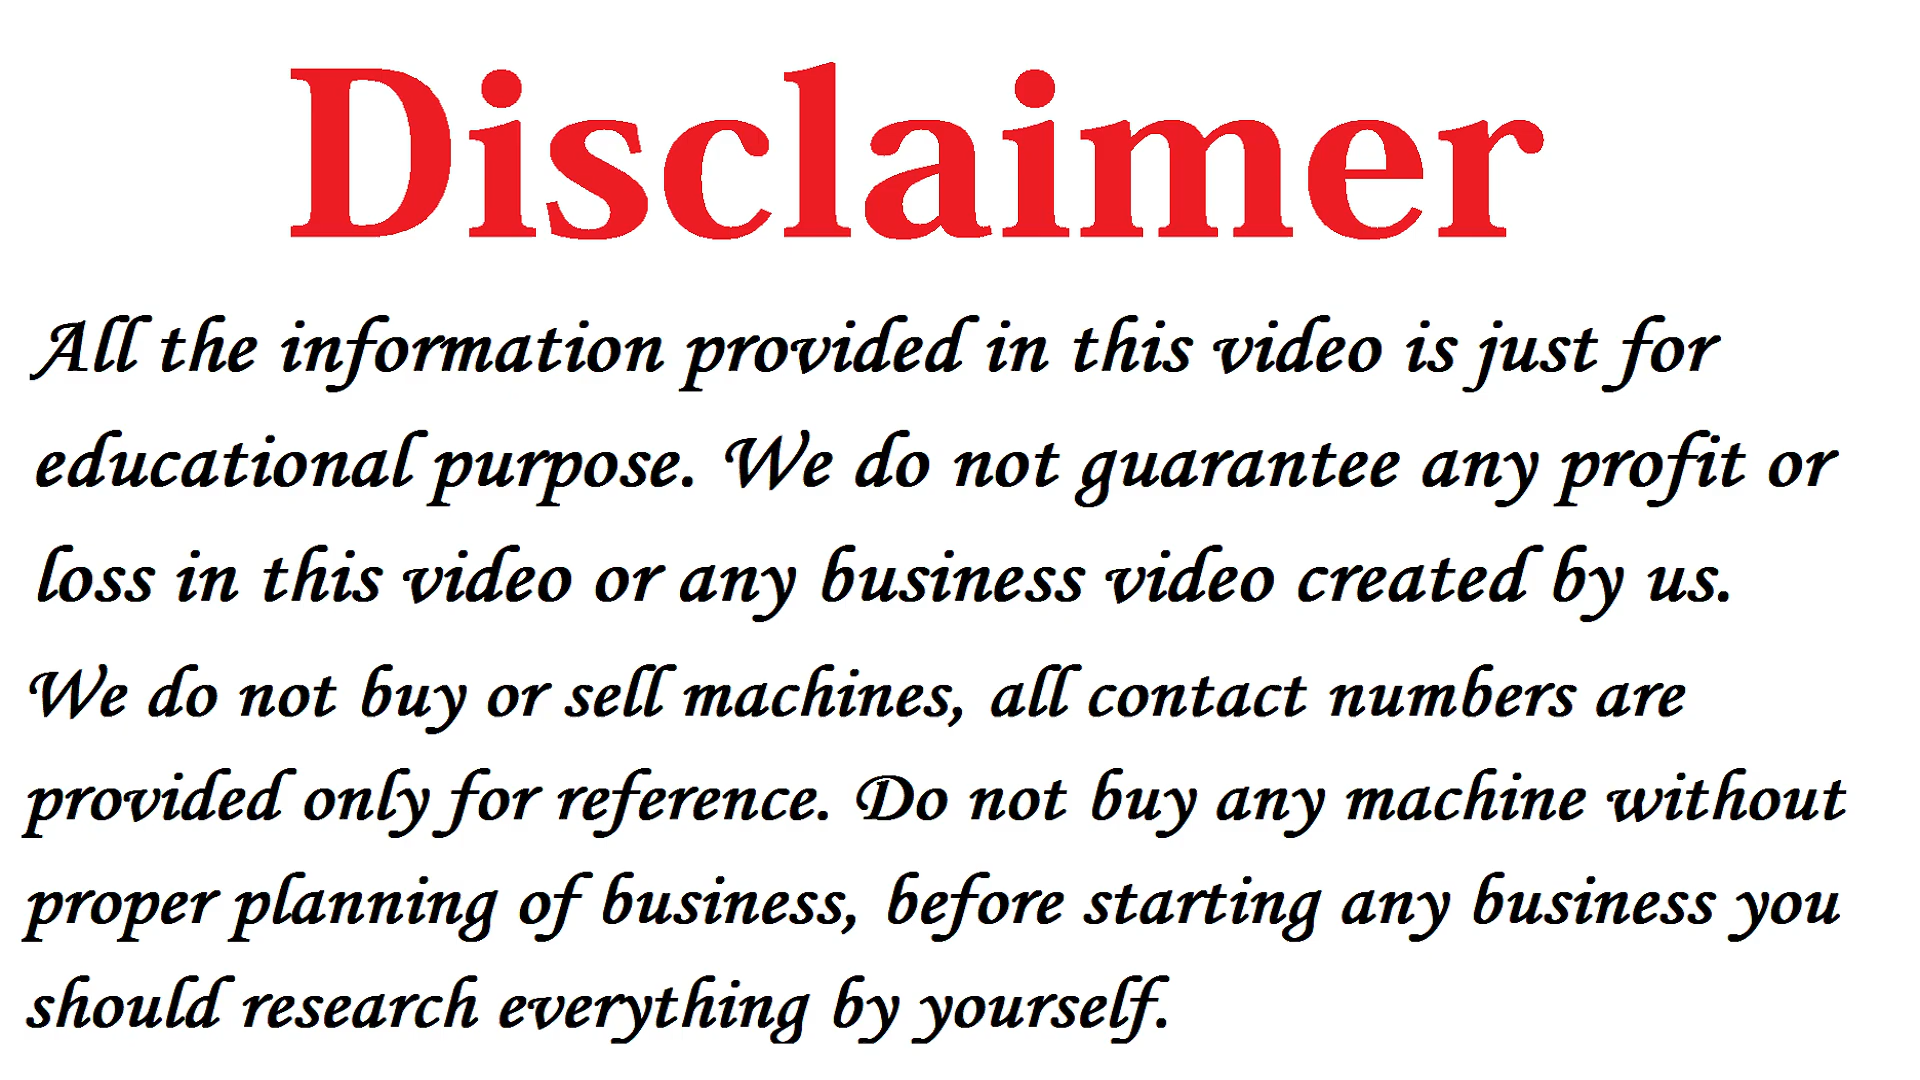 Disclaimer
All the information provided in this video is just for
educational purpose. We do not guarantee any profit or
loss in this video or any business video created by us.
We do not buy or sell machines, all contact numbers are
provided only for reference. Do not buy any machine without
proper planning of business, before starting any business you
should research everything by yourself.